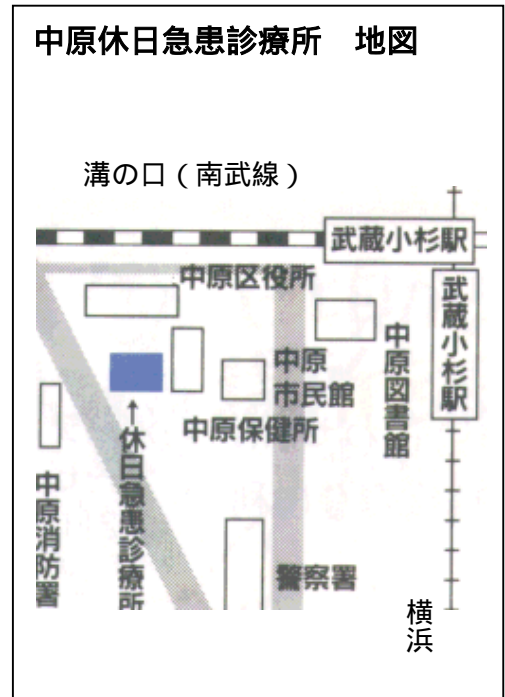 中原休日急患診療所　地図
溝の口（南武線）
武蔵小杉駅
武蔵小杉駅
中原区役所
中原図書館
中原
市民館
中原保健所
↑休日急患診療所
中原消防署
警察署
横浜